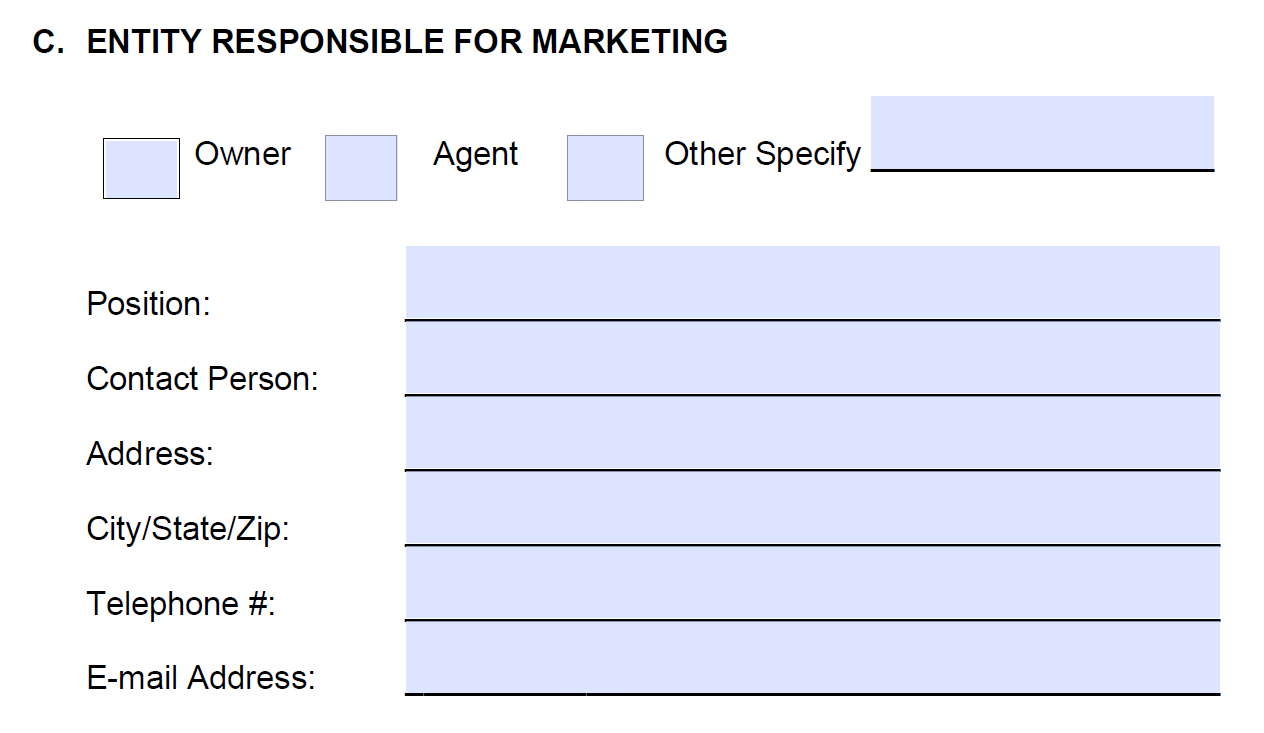 C. ENTITY RESPONSIBLE FOR MARKETING
Owner Agent Other Specify
Position:
Contact Person:
Address:
City/State/Zip:
Telephone #:
E-mail Address: